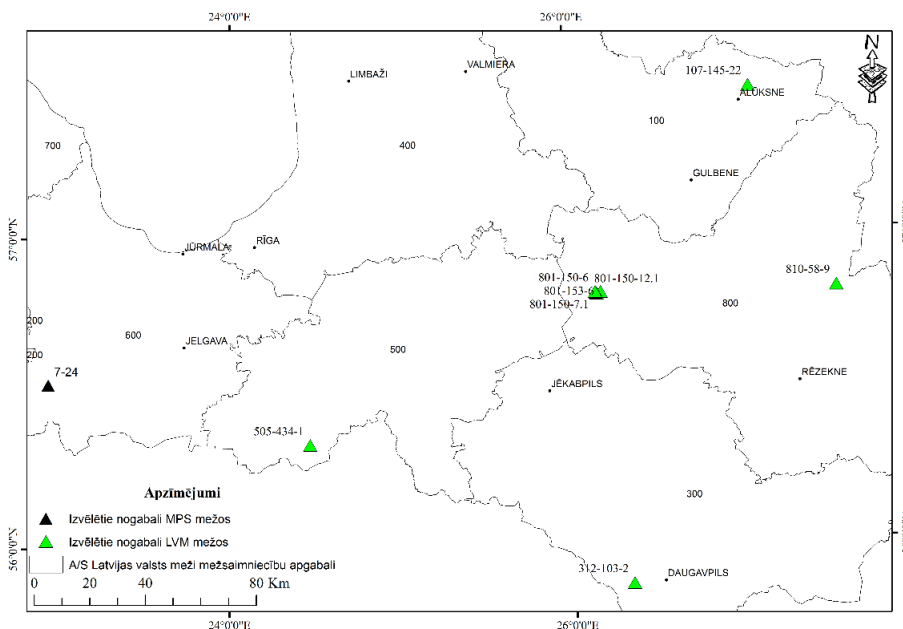 24°0'0"E
26°0'0"E
N
VALMIERA
LIMBAŽI
107-145-22
ALŪKSNE
100
700
400
GULBENE
57°0'0"N
RĪGA
JŪRMALA
801-150-6
801-150-12.1
810-58-9
801-153-6
801-150-7.1
800
200
600
JELGAVA
500
200
7-24
RĒZEKNE
JĒKABPILS
505-434-1
300
Apzīmējumi
Izvēlētie nogabali MPS mežos
Izvēlētie nogabali LVM mežos
A/S Latvijas valsts meži mežsaimniecību apgabali
56°0'0"N
312-103-2
DAUGAVPILS
0 20 40 60 80 Km
24°0'0"E
26°0'0"E